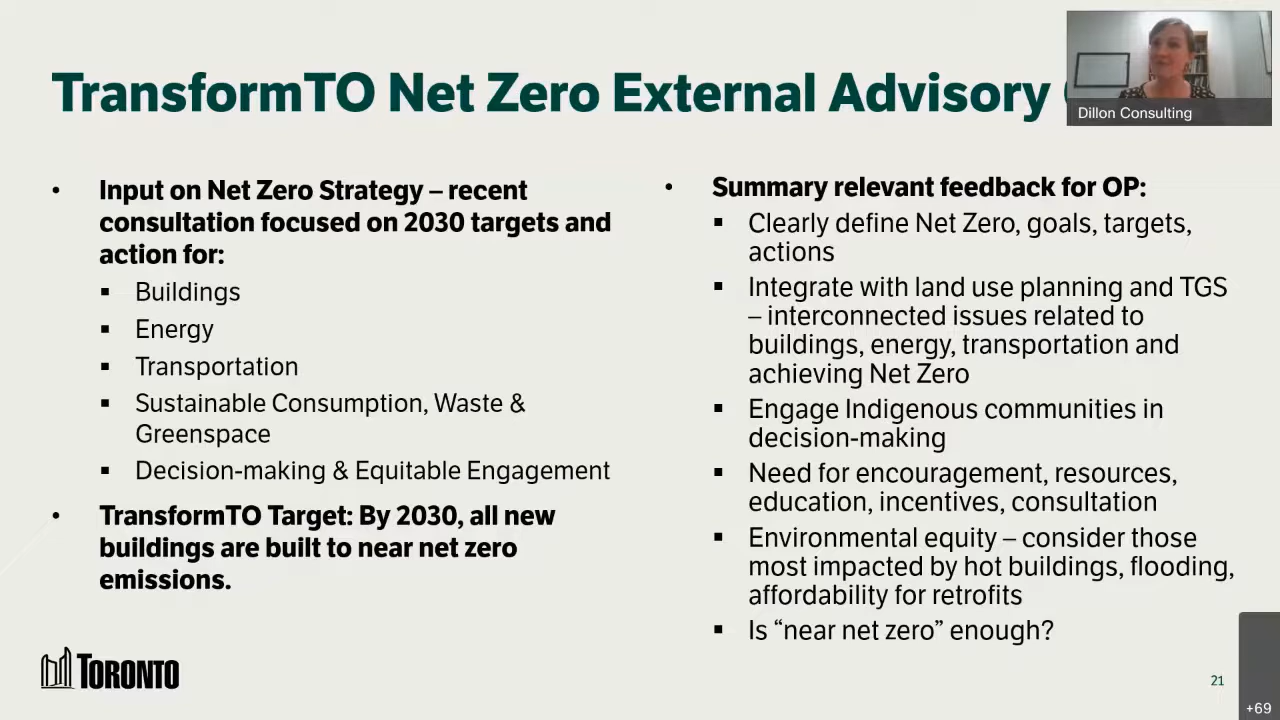 TransformTO Net Zero External Advisory
Dillon Consulting
• Input on Net Zero Strategy – recent
consultation focused on 2030 targets and
action for:
▪ Buildings
▪ Energy
▪ Transportation
▪ Sustainable Consumption, Waste &
Greenspace
▪ Decision-making & Equitable Engagement
• TransformTO Target: By 2030, all new
buildings are built to near net zero
emissions.
• Summary relevant feedback for OP:
▪ Clearly define Net Zero, goals, targets,
actions
▪ Integrate with land use planning and TGS
– interconnected issues related to
buildings, energy, transportation and
achieving Net Zero
▪ Engage Indigenous communities in
decision-making
▪ Need for encouragement, resources,
education, incentives, consultation
▪ Environmental equity – consider those
most impacted by hot buildings, flooding,
affordability for retrofits
▪ Is “near net zero” enough?
TORONTO
21
+69